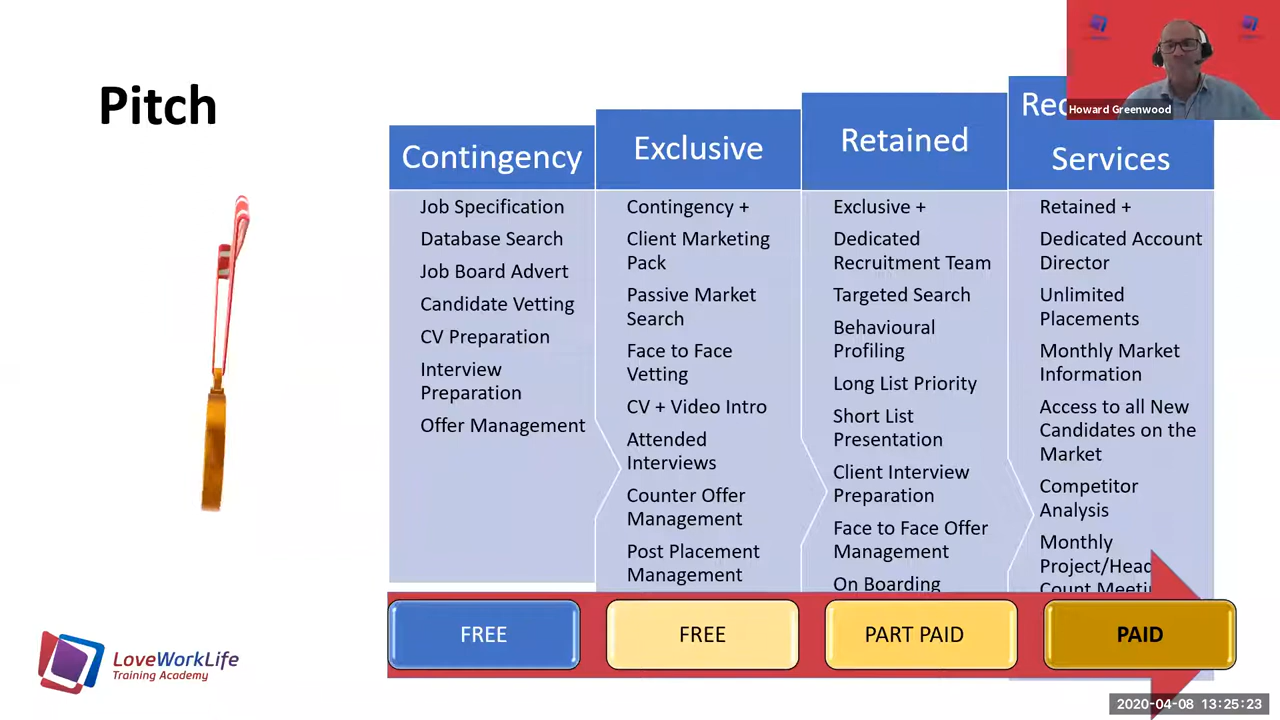 Pitch
Contingency
Job Specification
Database Search
Job Board Advert
Candidate Vetting
CV Preparation
Interview
Preparation
Offer Management
Exclusive
Contingency +
Client Marketing
Pack
Passive Market
Search
Face to Face
Vetting
CV + Video Intro
Attended
Interviews
Counter Offer
Management
Post Placement
Management
Retained
Exclusive +
Dedicated
Recruitment Team
Targeted Search
Behavioural
Profiling
Long List Priority
Short List
Presentation
Client Interview
Preparation
Face to Face Offer
Management
On Boarding
Services
Retained +
Dedicated Account
Director
Unlimited
Placements
Monthly Market
Information
Access to all New
Candidates on the
Market
Competitor
Analysis
Monthly
Count
FREE
FREE
PART PAID
PAID
Howard Greenwood
LoveWorkLife
Training Academy
2020-04-08 13:25:23